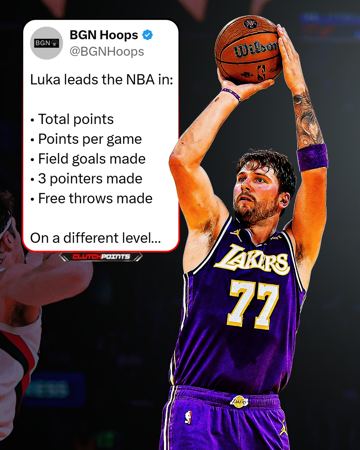 BGN Hoops
@BGNHoops
BGN
Luka leads the NBA in:
• Total points
• Points per game
• Field goals made
• 3 pointers made
• Free throws made
On a different level...
CLUTCHPOINTS
Wilson
LAKERS
77